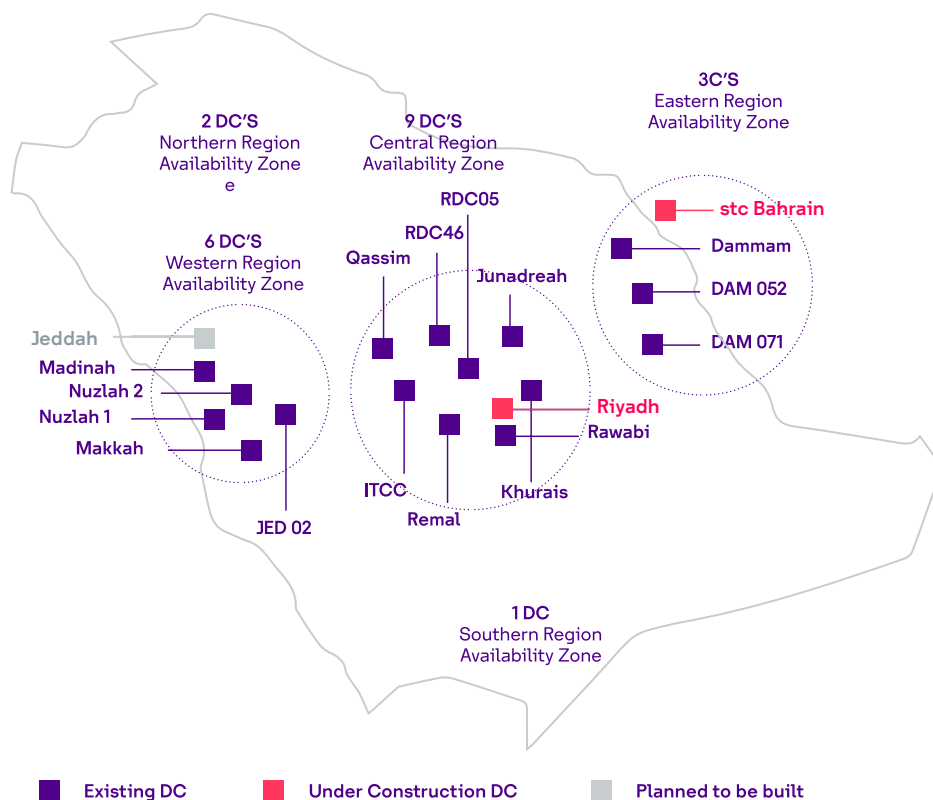 3C'S
Eastern Region
Availability Zone
2 DC'S
Northern Region
Availability Zone
e
9 DC'S
Central Region
Availability Zone
RDC05
RDC46
Qassim
Junadreah
stc Bahrain
Dammam
DAM 052
DAM 071
6 DC'S
Western Region
Availability Zone
Jeddah
Madinah
Nuzlah 2
Nuzlah 1
Makkah
JED 02
Riyadh
Rawabi
ITCC
Khurais
Remal
1 DC
Southern Region
Availability Zone
Existing DC
Under Construction DC
Planned to be built